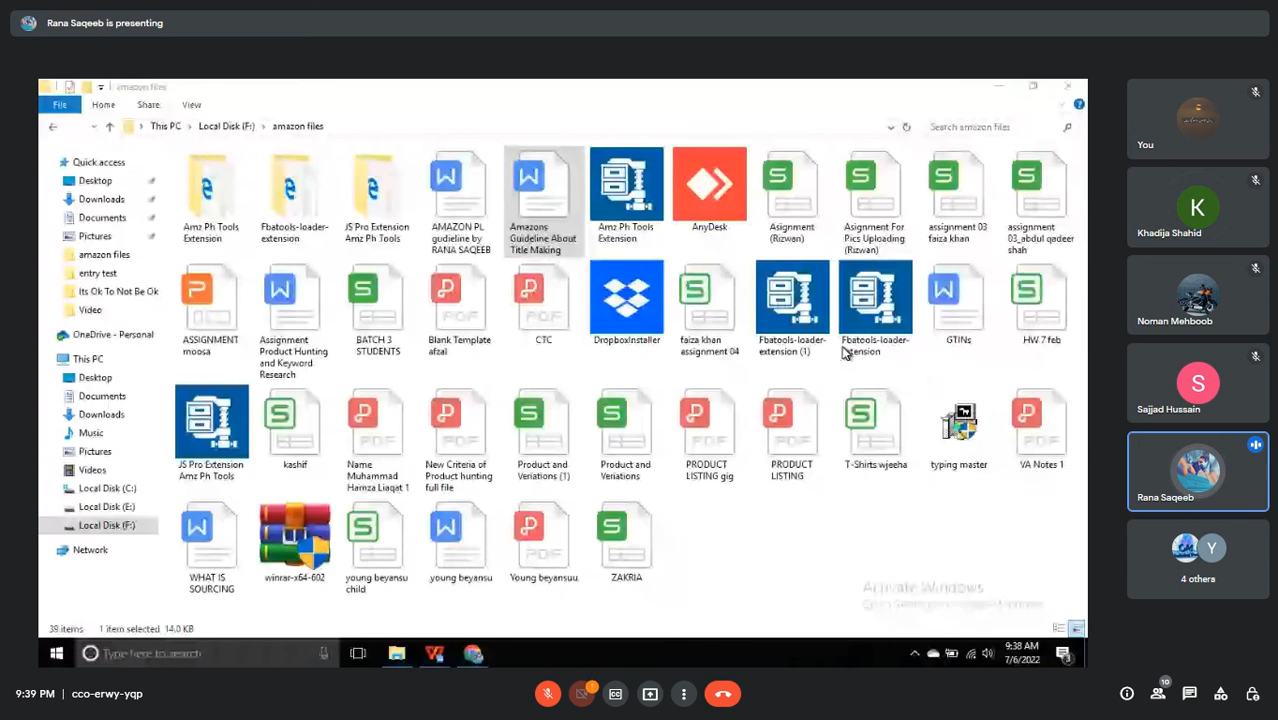 Rana Saqeeb is presenting
amazon files
File Home Share View
This PC Local Disk (F:) amazon files
Search amazon files
Quick access
Desktop
Downloads
Documents
Pictures
amazon files
entry test
Its Ok To Not Be Ok
Video
OneDrive - Personal
This PC
Desktop
Documents
Downloads
Music
Pictures
Videos
Local Disk (C:)
Local Disk (E:)
Local Disk (F:)
Network
Amz Ph Tools
Extension
Fbatools-loader-
extension
JS Pro Extension
Amz Ph Tools
AMAZON PL
gudieline by
RANA SAQEEB
Amazons
Guideline About
Title Making
Amz Ph Tools
Extension
AnyDesk
Asignment
(Rizwan)
Assignment For
Pics Uploading
(Rizwan)
assignment 03
faiza khan
assignment
03_abdul qadeer
shah
ASSIGNMENT
moosa
Assignment
Product Hunting
and Keyword
Research
BATCH 3
STUDENTS
Blank Template
afzal
CTC
DropboxInstaller
faiza khan
assignment 04
Fbatools-loader-
extension (1)
Fbatools-loader-
extension
GTINs
HW 7 feb
JS Pro Extension
Amz Ph Tools
kashif
Name
Muhammad
Hamza Liaqat 1
New Criteria of
Product hunting
full file
Product and
Veriations (1)
Product and
Veriations
PRODUCT
LISTING gig
PRODUCT
LISTING
T-Shirts wjeeha
typing master
VA Notes 1
WHAT IS
SOURCING
winrar-x64-602
young beyansu
child
young beyansu
Young beyansuu
ZAKRIA
Activate Windows
39 items 1 item selected 14.0 KB
Type here to search
9:38 AM
7/6/2022
You
K
Khadija Shahid
Noman Mehboob
S
Sajjad Hussain
Rana Saqeeb
Y
4 others
9:39 PM | cco-erwy-yqp
10